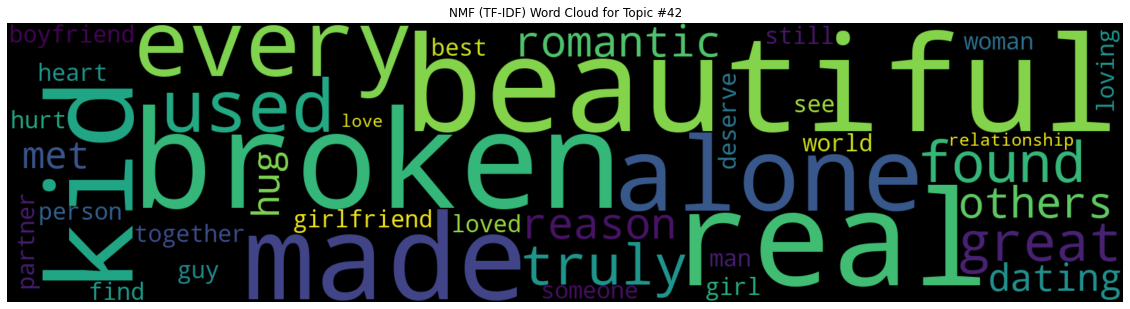 NMF (TF-IDF) Word Cloud for Topic #42
boyfriend every best romantic still woman
heart beautiful loving
kid used see
hurt broken love deserve world relationship
met hug alone found
person partner girlfriend loved reason others
together made truly real great
guy man
find someone girl dating